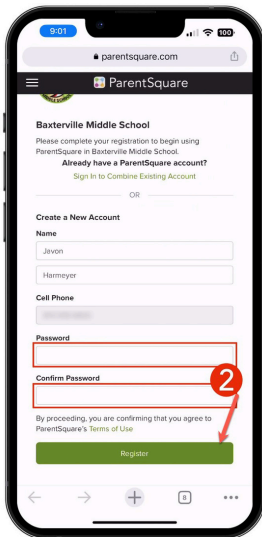 9:01
100
parentsquare.com
ParentSquare
Baxterville Middle School
Please complete your registration to begin using
ParentSquare in Baxterville Middle School.
Already have a ParentSquare account?
Sign In to Combine Existing Account
OR
Create a New Account
Name
Javon
Harmeyer
Cell Phone
Password
Confirm Password
2
By proceeding, you are confirming that you agree to
ParentSquare's Terms of Use
Register
8